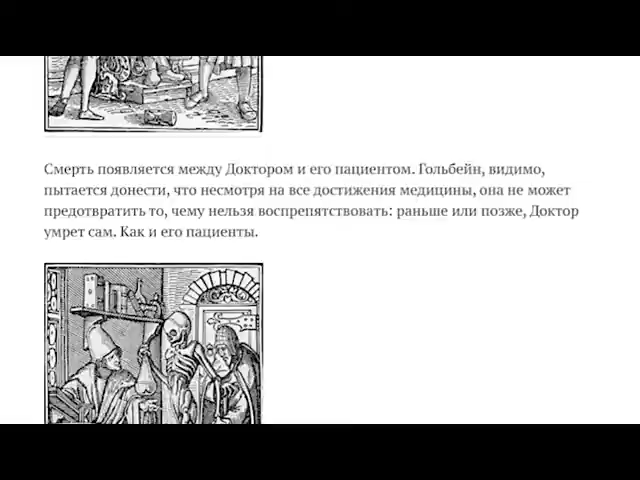 Смерть появляется между Доктором и его пациентом. Гольбейн, видимо,
пытается донести, что несмотря на все достижения медицины, она не может
предотвратить то, чему нельзя воспрепятствовать: раньше или позже, Доктор
умрет сам. Как и его пациенты.